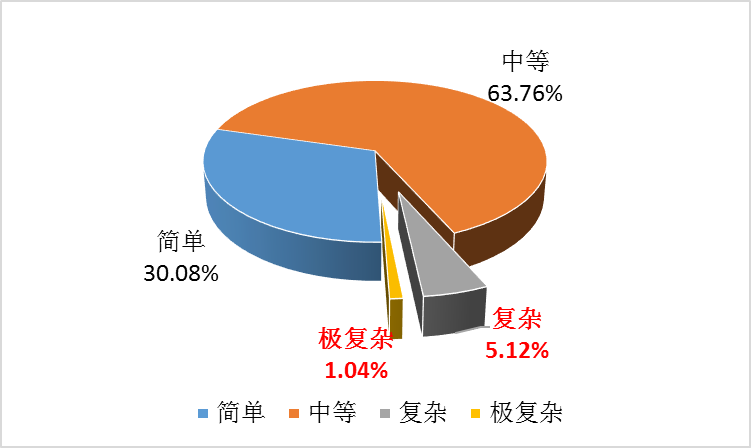 中等
63.76%
简单
30.08%
极复杂
1.04%
复杂
5.12%
简单 中等 复杂 极复杂